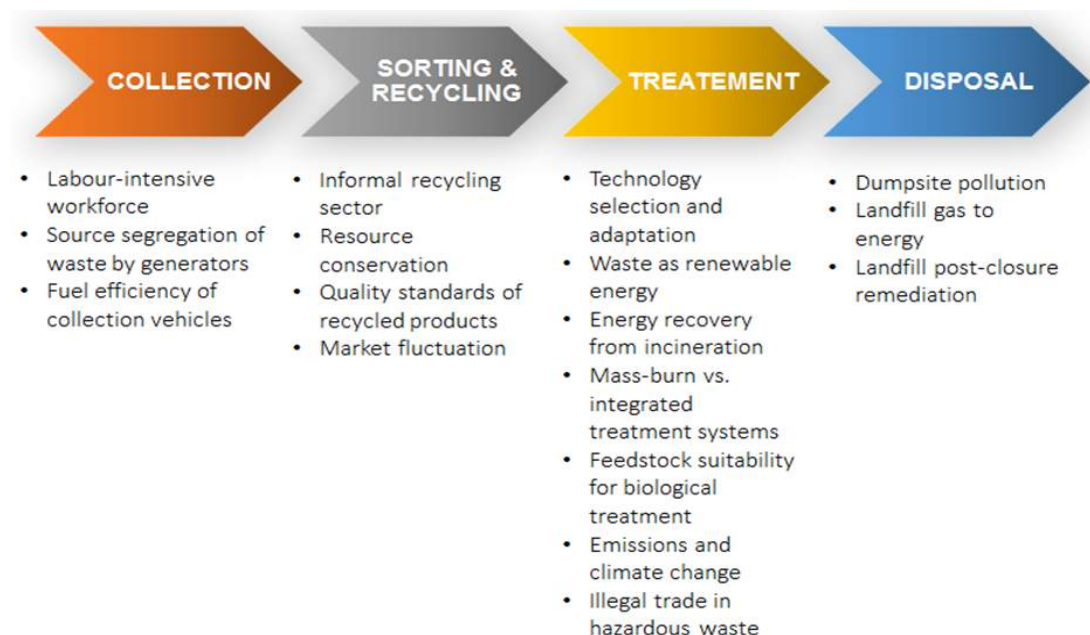 COLLECTION
SORTING &
RECYCLING
TREATEMENT
DISPOSAL
• Labour-intensive
workforce
• Source segregation of
waste by generators
• Fuel efficiency of
collection vehicles
• Informal recycling
sector
• Resource
conservation
• Quality standards of
recycled products
• Market fluctuation
• Technology
selection and
adaptation
• Waste as renewable
energy
• Energy recovery
from incineration
• Mass-burn vs.
integrated
treatment systems
• Feedstock suitability
for biological
treatment
• Emissions and
climate change
• Illegal trade in
hazardous waste
• Dumpsite pollution
• Landfill gas to
energy
• Landfill post-closure
remediation